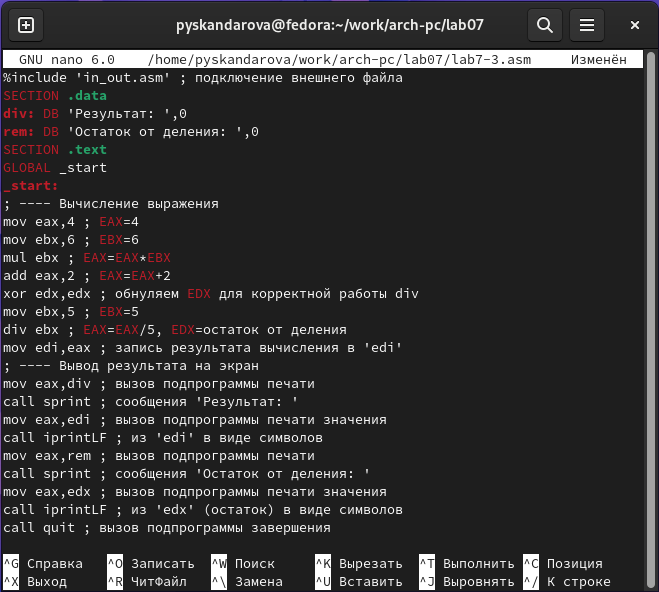 pyskandarova@fedora:~/work/arch-pc/lab07
GNU nano 6.0 /home/pyskandarova/work/arch-pc/lab07/lab7-3.asm Изменён
%include 'in_out.asm' ; подключение внешнего файла
SECTION .data
div: DB 'Результат: ',0
rem: DB 'Остаток от деления: ',0
SECTION .text
GLOBAL _start
_start:
; ---- Вычисление выражения
mov eax,4 ; EAX=4
mov ebx,6 ; EBX=6
mul ebx ; EAX=EAX*EBX
add eax,2 ; EAX=EAX+2
xor edx,edx ; обнуляем EDX для корректной работы div
mov ebx,5 ; EBX=5
div ebx ; EAX=EAX/5, EDX=остаток от деления
mov edi,eax ; запись результата вычисления в 'edi'
; ---- Вывод результата на экран
mov eax,div ; вызов подпрограммы печати
call sprint ; сообщения 'Результат: '
mov eax,edi ; вызов подпрограммы печати значения
call iprintLF ; из 'edi' в виде символов
mov eax,rem ; вызов подпрограммы печати
call sprint ; сообщения 'Остаток от деления: '
mov eax,edx ; вызов подпрограммы печати значения
call iprintLF ; из 'edx' (остаток) в виде символов
call quit ; вызов подпрограммы завершения
^G Справка ^O Записать ^W Поиск ^K Вырезать ^T Выполнить ^C Позиция
^X Выход ^R ЧитФайл ^\ Замена ^U Вставить ^J Выровнять ^/ К строке